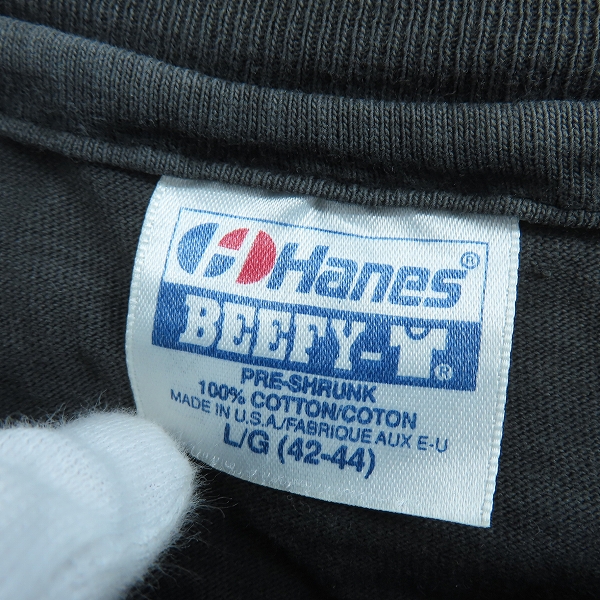 Hanes®
BEEFY-T®
PRE-SHRUNK
100% COTTON/COTON
MADE IN U.S.A/FABRIQUE AUX E-U
L/G (42-44)